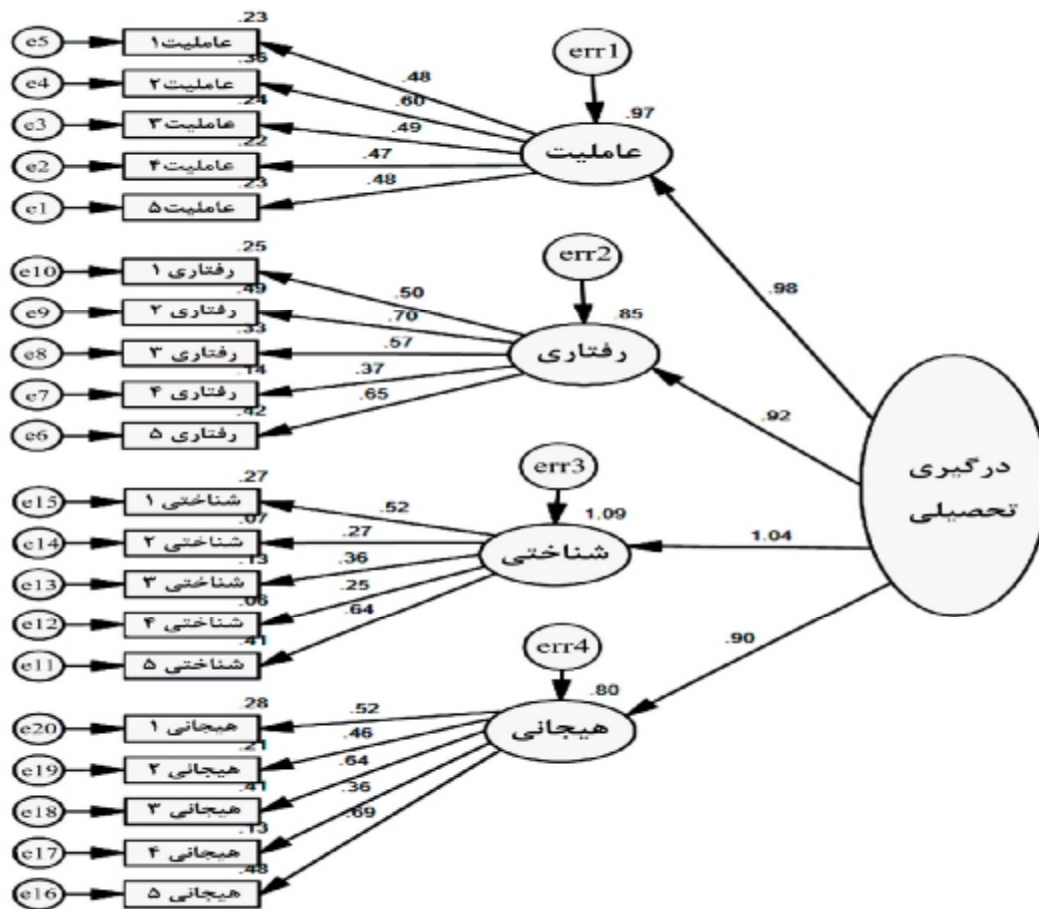 .23
e5
عاملیت۱
.36
e4
عاملیت۲
.24
e3
عاملیت۳
.22
e2
عاملیت۴
.23
e1
عاملیت۵
.48
.60
.49
.47
.48
err1
.97
عاملیت
.98
.25
e10
رفتاری ۱
.49
e9
رفتاری ۲
.33
e8
رفتاری ۳
.14
e7
رفتاری ۴
.42
e6
رفتاری ۵
.50
.70
.57
.37
.65
err2
.85
رفتاری
.92
درگیری
تحصیلی
.27
e15
شناختی ۱
.07
e14
شناختی ۲
.13
e13
شناختی ۳
.06
e12
شناختی ۴
.41
e11
شناختی ۵
.52
.27
.36
.25
.64
err3
1.09
شناختی
1.04
.28
e20
هیجانی ۱
.21
e19
هیجانی ۲
.41
e18
هیجانی ۳
.13
e17
هیجانی ۴
.48
e16
هیجانی ۵
.52
.46
.64
.36
.69
err4
.80
هیجانی
.90